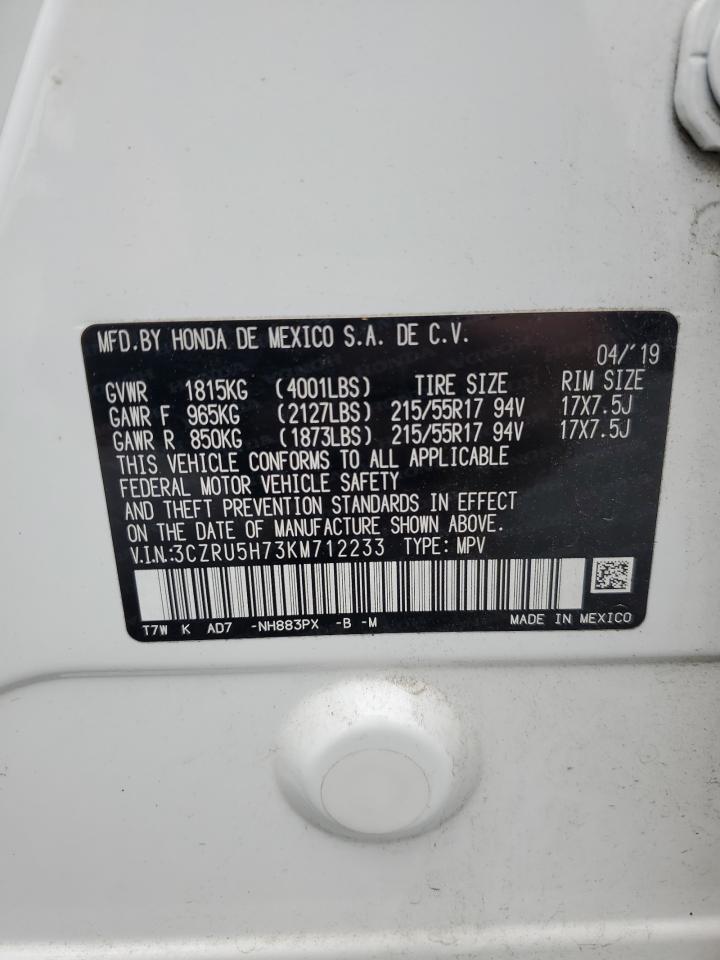 MFD.BY HONDA DE MEXICO S.A. DE C.V.
04/'19
GVWR 1815KG (4001LBS) TIRE SIZE RIM SIZE
GAWR F 965KG (2127LBS) 215/55R17 94V 17X7.5J
GAWR R 850KG (1873LBS) 215/55R17 94V 17X7.5J
THIS VEHICLE CONFORMS TO ALL APPLICABLE
FEDERAL MOTOR VEHICLE SAFETY
AND THEFT PREVENTION STANDARDS IN EFFECT
ON THE DATE OF MANUFACTURE SHOWN ABOVE.
V.I.N:3CZRU5H73KM712233 TYPE: MPV
T7W K AD7 -NH883PX -B -M MADE IN MEXICO